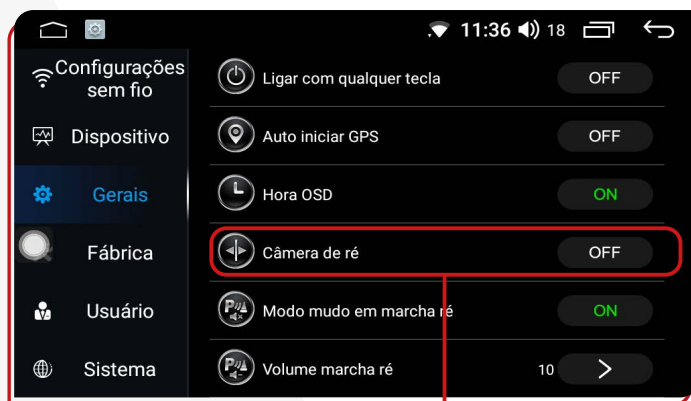 11:36 18
Configurações
sem fio
Ligar com qualquer tecla OFF
Dispositivo
Auto iniciar GPS OFF
Gerais
Hora OSD ON
Fábrica
Câmera de ré OFF
Usuário
Modo mudo em marcha ré ON
Sistema
Volume marcha ré 10